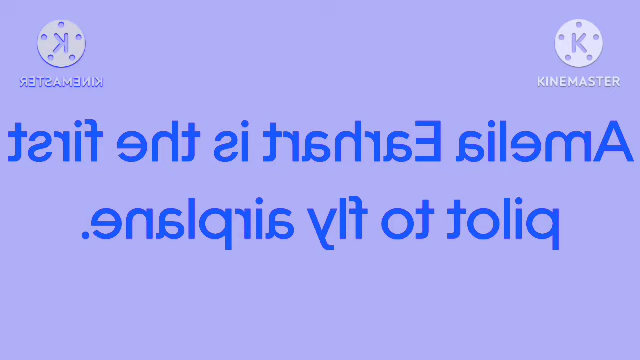 KINEMASTER KINEMASTER
Amelia Earhart is the first
pilot to fly airplane.